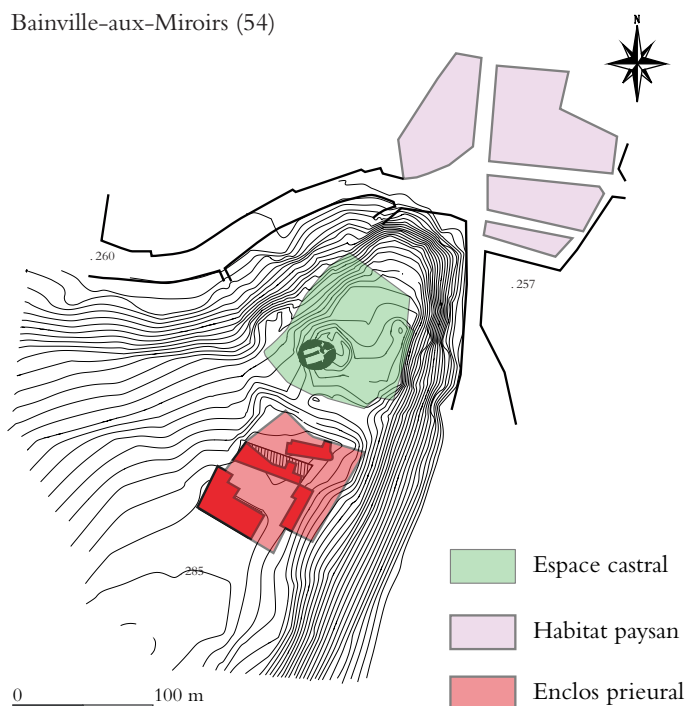 Bainville-aux-Miroirs (54)
N
.260
.257
285
Espace castral
Habitat paysan
Enclos prieural
0 100 m